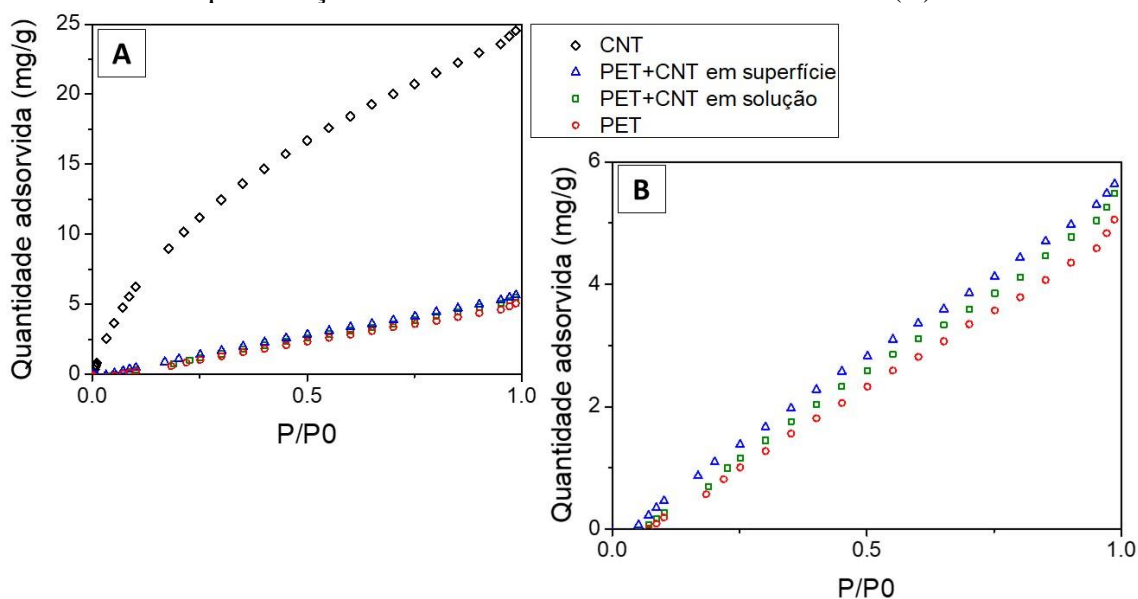 A
Quantidade adsorvida (mg/g)
25
20
15
10
5
0
0.0
0.5
1.0
P/P0
CNT
PET+CNT em superfície
PET+CNT em solução
PET
B
Quantidade adsorvida (mg/g)
6
4
2
0
0.0
0.5
1.0
P/P0